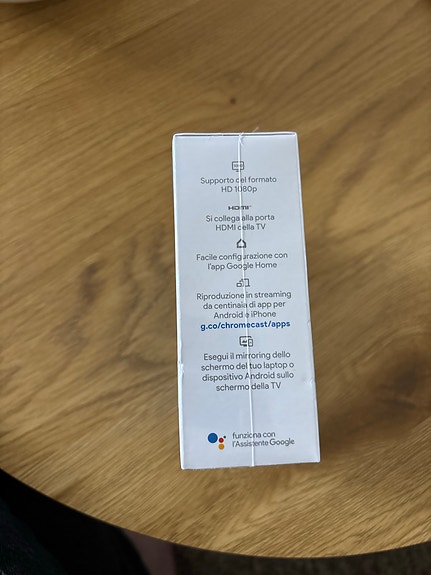 Supporto del formato
HD 1080p
HDMI
Si collega alla porta
HDMI della TV
Facile configurazione con
l'app Google Home
Riproduzione in streaming
da centinaia di app per
Android e iPhone
g.co/chromecast/apps
Esegui il mirroring dello
schermo del tuo laptop o
dispositivo Android sullo
schermo della TV
funziona con
l'Assistente Google